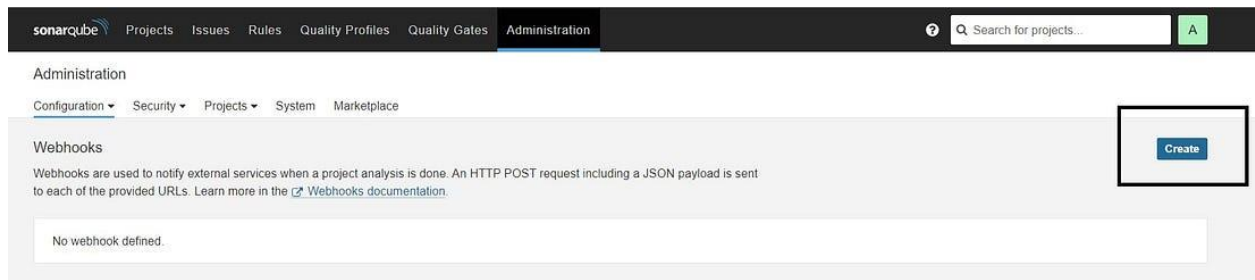 sonarqube Projects Issues Rules Quality Profiles Quality Gates Administration ? Search for projects... A
Administration
Configuration Security Projects System Marketplace
Webhooks
Create
Webhooks are used to notify external services when a project analysis is done. An HTTP POST request including a JSON payload is sent
to each of the provided URLs. Learn more in the Webhooks documentation.
No webhook defined.